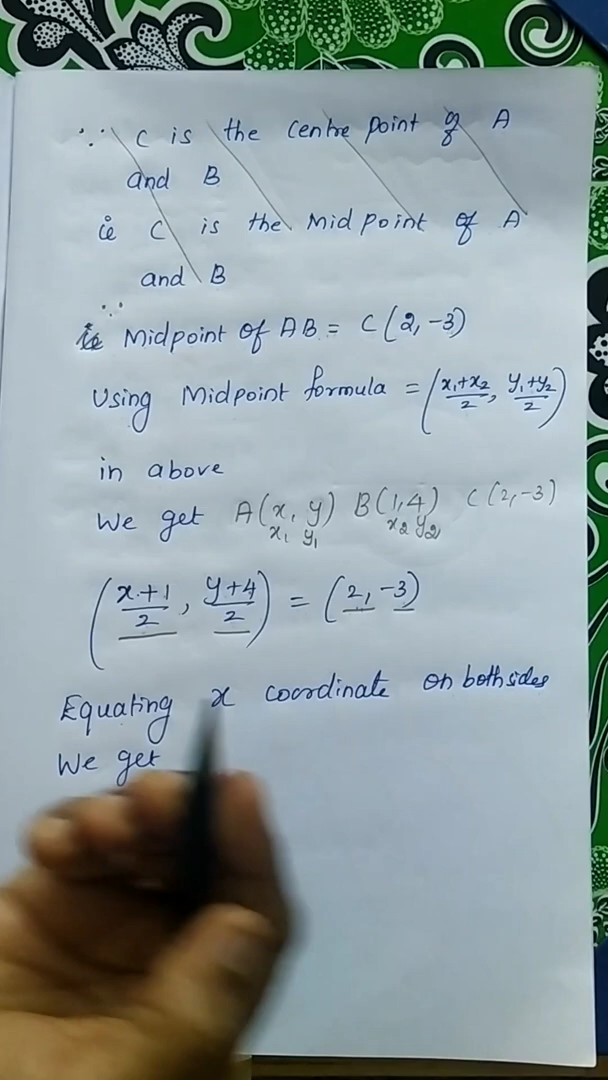 ∵ C is the centre point of A
and B
ie C is the Mid point of A
and B
∴ Midpoint of AB = C(2, -3)
Using Midpoint formula = (x₁+x₂/2, y₁+y₂/2)
in above
We get A(x, y) B(1,4) C(2,-3)
x₁ y₁ x₂ y₂
(x+1/2, y+4/2) = (2, -3)
Equating x coordinate on both sides
We get